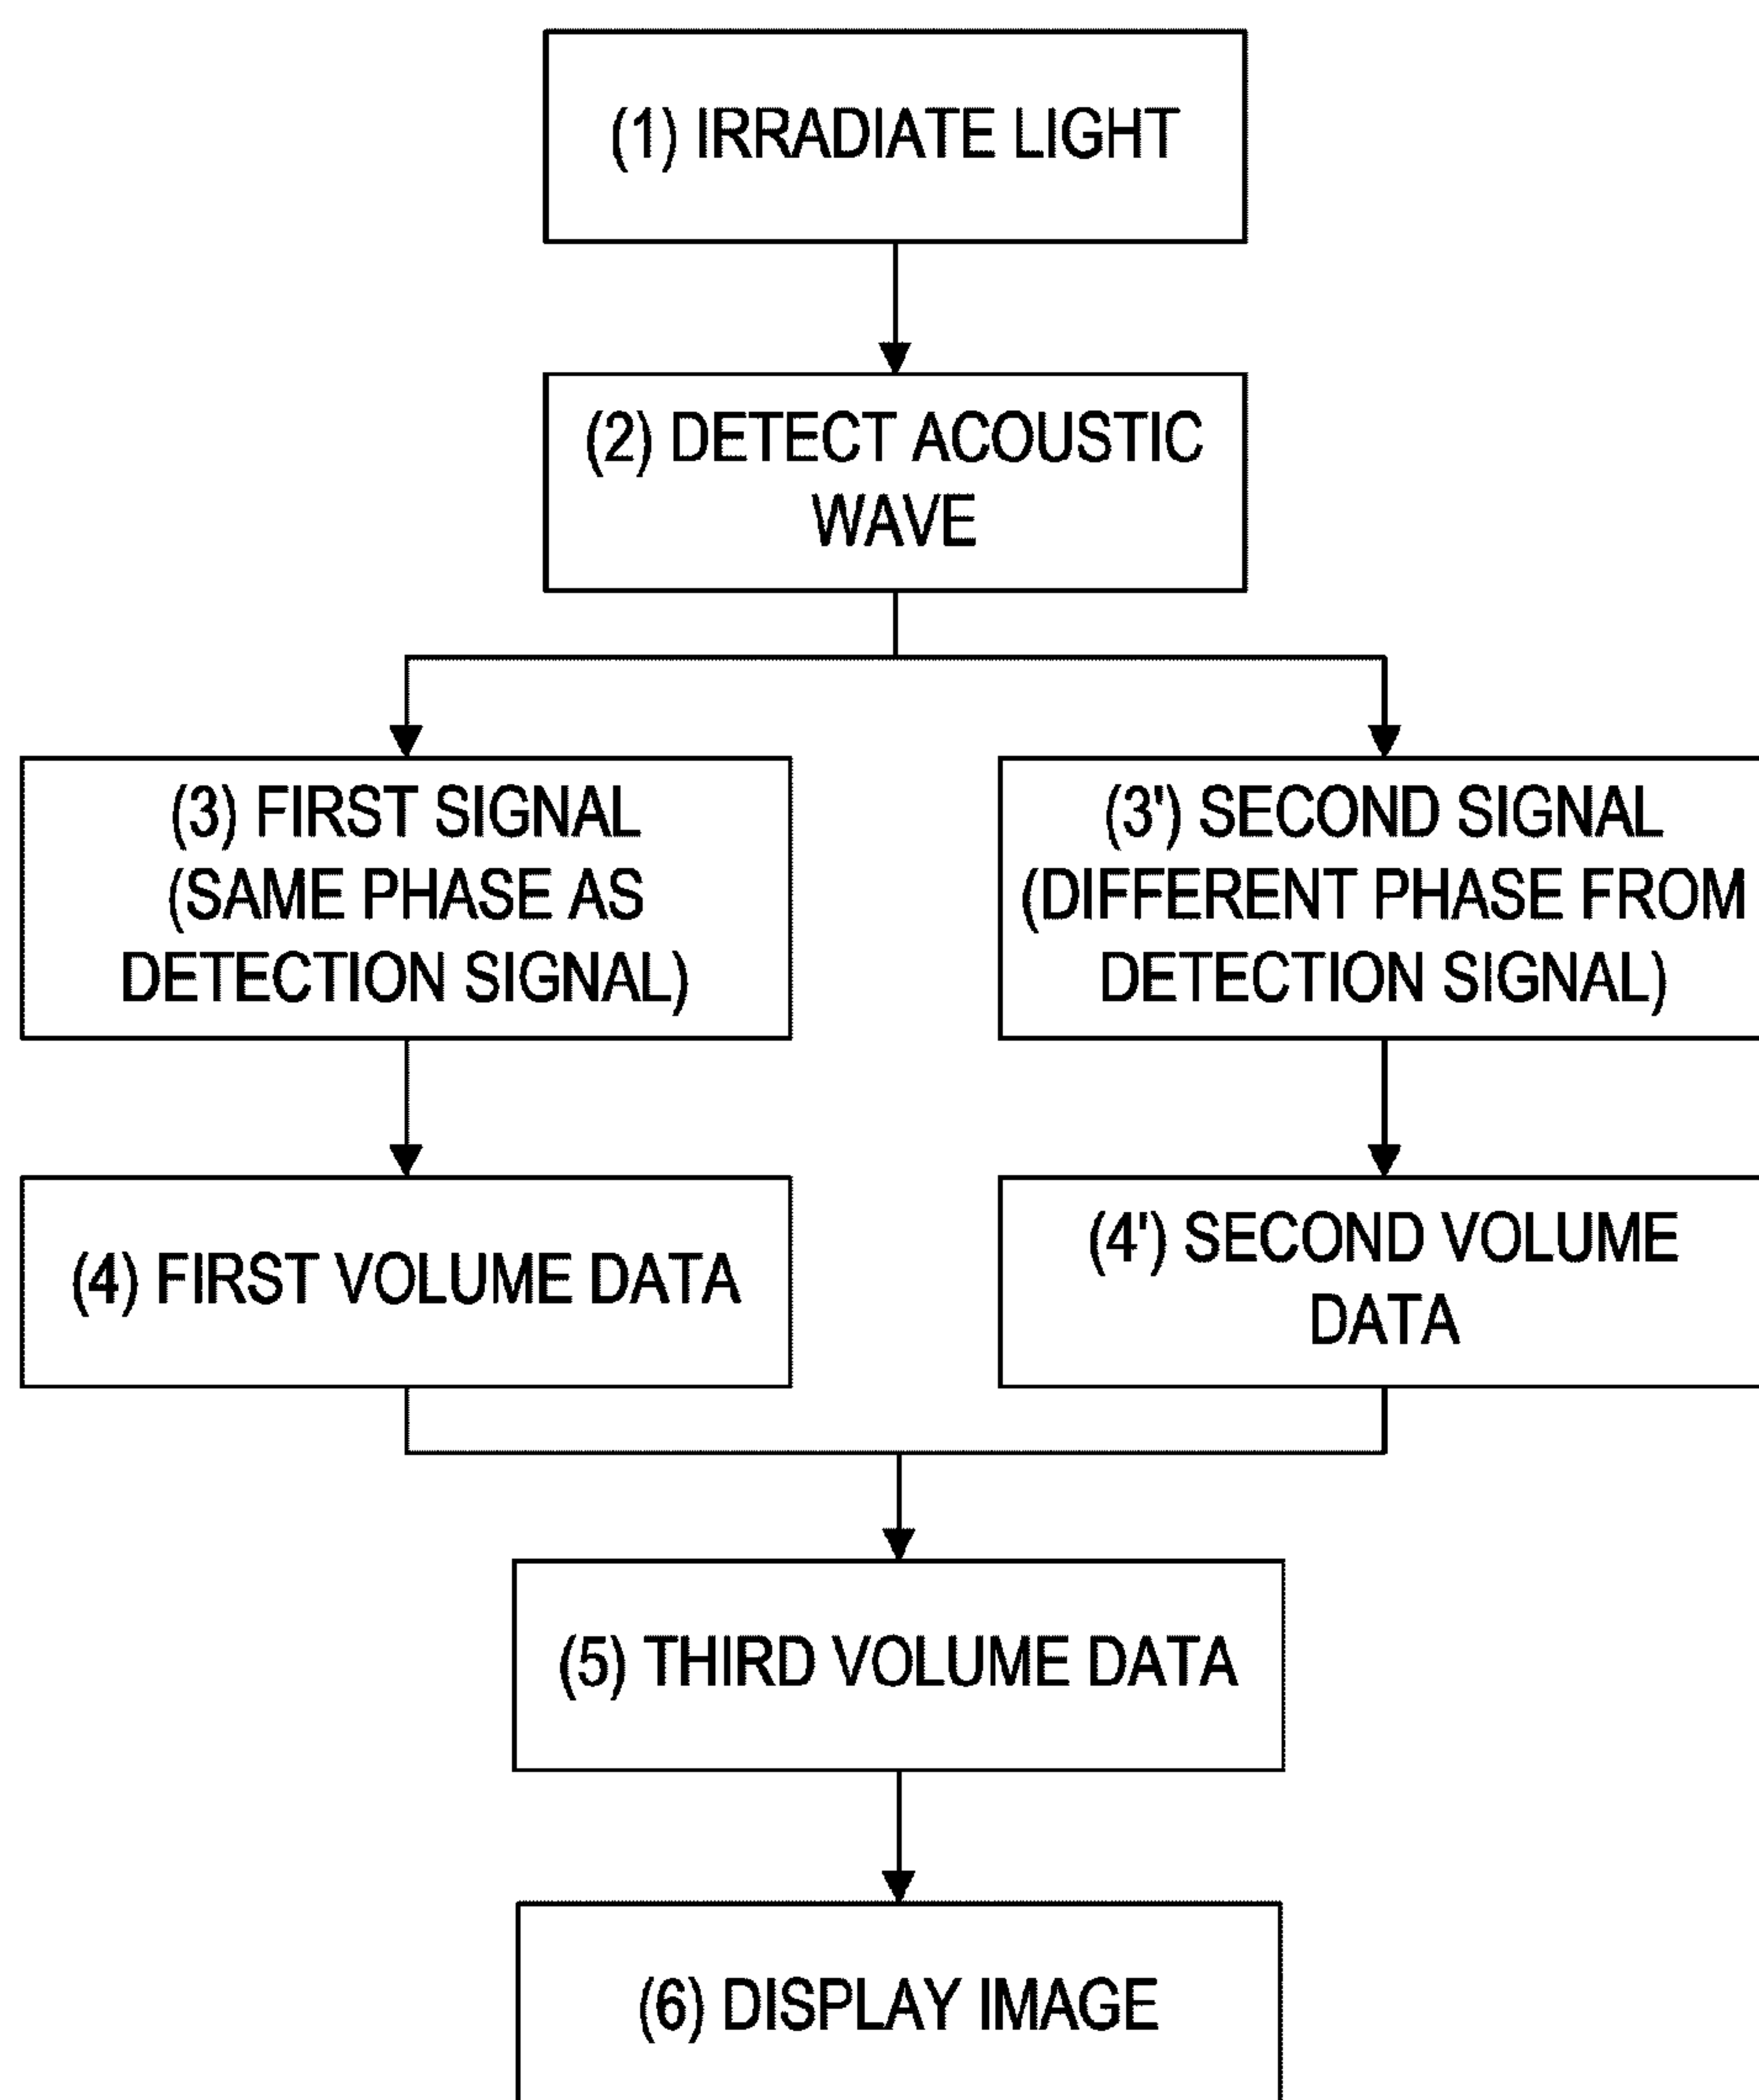 (1) IRRADIATE LIGHT
(2) DETECT ACOUSTIC
WAVE
(3) FIRST SIGNAL
(SAME PHASE AS
DETECTION SIGNAL)
(3') SECOND SIGNAL
(DIFFERENT PHASE FROM
DETECTION SIGNAL)
(4) FIRST VOLUME DATA
(4') SECOND VOLUME
DATA
(5) THIRD VOLUME DATA
(6) DISPLAY IMAGE